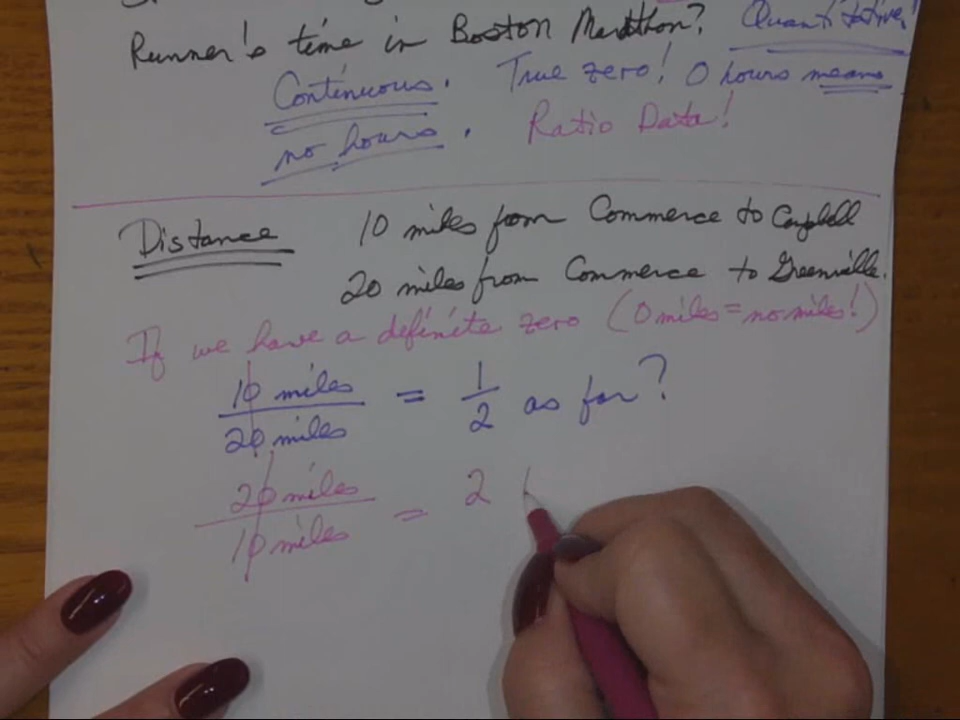 Runner's time in Boston Marathon? Quantitative!
Continuous. True zero! 0 hours means
no hours. Ratio Data!
Distance 10 miles from Commerce to Campbell
20 miles from Commerce to Greenville.
If we have a definite zero (0 miles = no miles!)
10 miles / 20 miles = 1/2 as far?
20 miles / 10 miles = 2